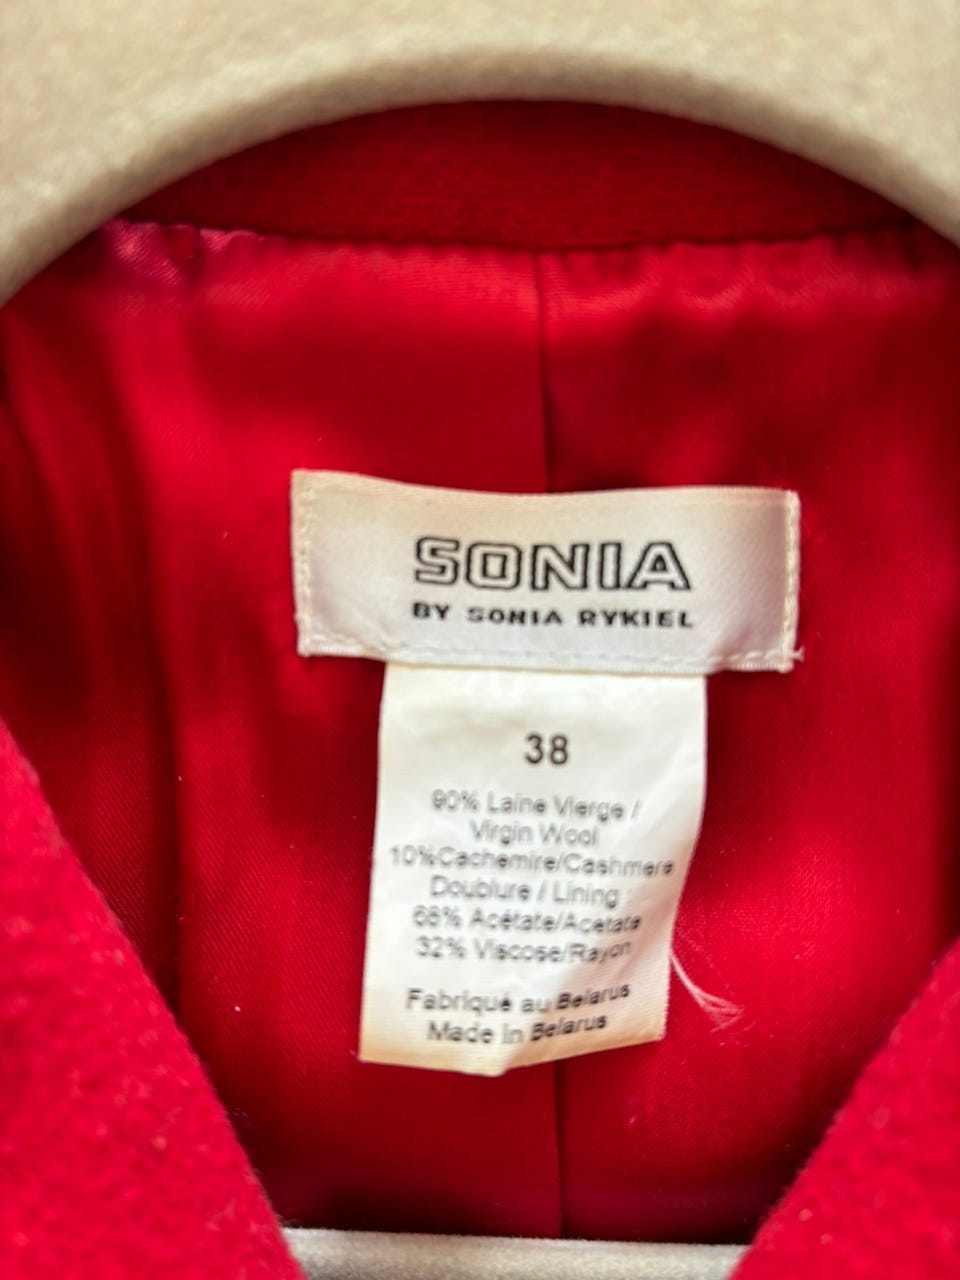 SONIA
BY SONIA RYKIEL
38
90% Laine Vierge /
Virgin Wool
10%Cachemire/Cashmere
Doublure / Lining
68% Acétate/Acetate
32% Viscose/Rayon
Fabriqué au Belarus
Made In Belarus